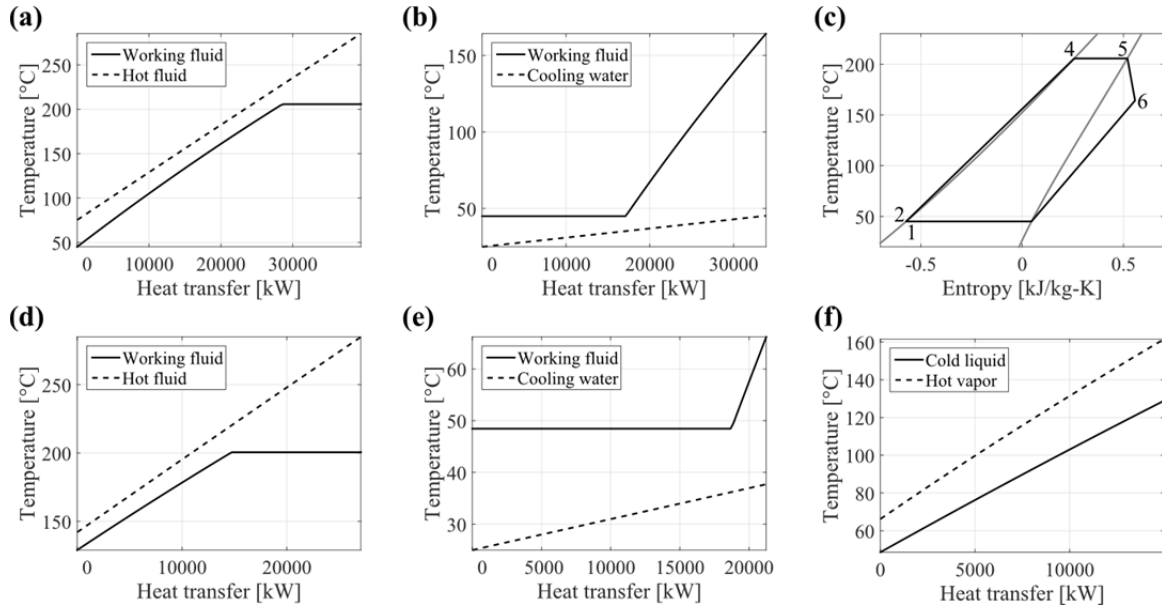 (a)
Working fluid
Hot fluid
250
200
150
100
50
0
10000
20000
30000
Temperature [°C]
Heat transfer [kW]
(b)
Working fluid
Cooling water
150
100
50
0
10000
20000
30000
Temperature [°C]
Heat transfer [kW]
(c)
4
5
6
2
1
200
150
100
50
-0.5
0
0.5
Temperature [°C]
Entropy [kJ/kg-K]
(d)
Working fluid
Hot fluid
250
200
150
0
10000
20000
Temperature [°C]
Heat transfer [kW]
(e)
Working fluid
Cooling water
60
50
40
30
0
5000
10000
15000
20000
Temperature [°C]
Heat transfer [kW]
(f)
Cold liquid
Hot vapor
160
140
120
100
80
60
0
5000
10000
Temperature [°C]
Heat transfer [kW]